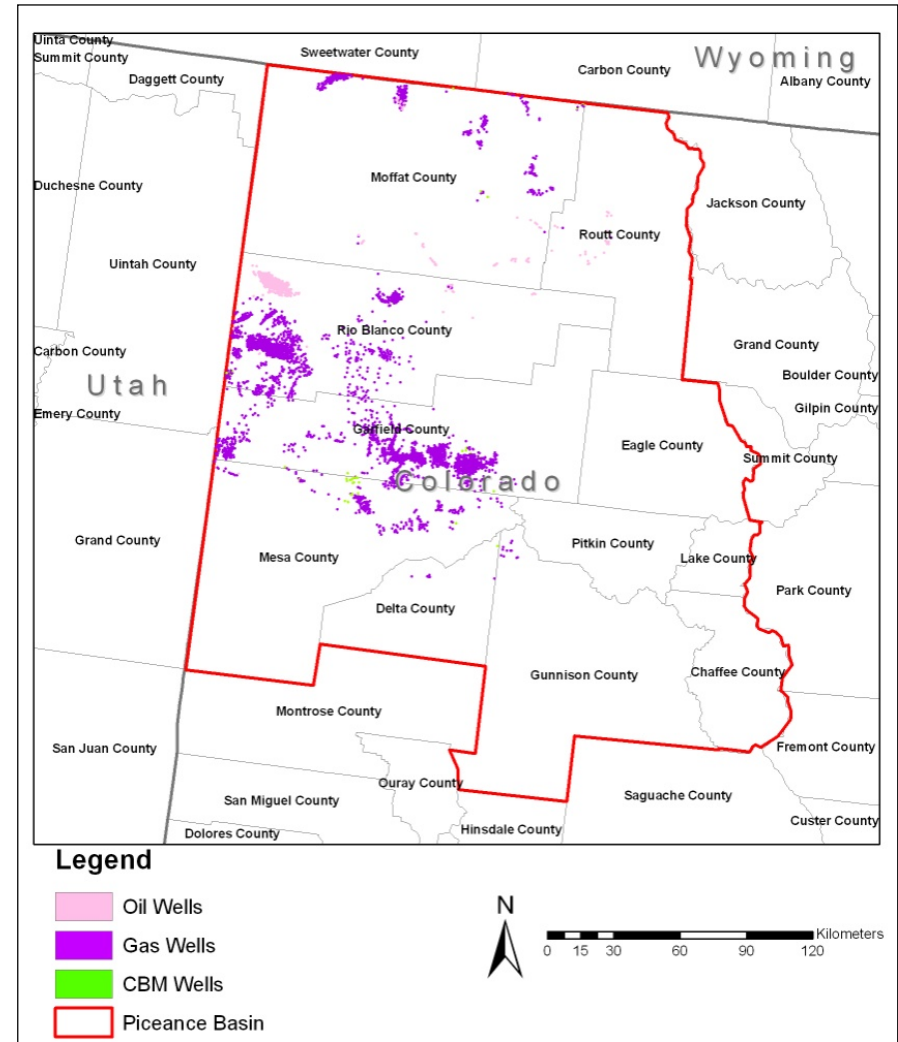 Uinta County
Sweetwater County
Wyoming
Summit County
Carbon County
Daggett County
Albany County
Moffat County
Duchesne County
Jackson County
Routt County
Uintah County
Rio Blanco County
Grand County
Carbon County
Utah
Boulder County
Emery County
Gilpin County
Garfield County
Eagle County
Summit County
Colorado
Grand County
Pitkin County
Mesa County
Lake County
Park County
Delta County
Gunnison County
Chaffee County
Montrose County
San Juan County
Fremont County
Ouray County
San Miguel County
Saguache County
Custer County
Dolores County
Hinsdale County
Legend
Oil Wells
Gas Wells
CBM Wells
Piceance Basin
N
Kilometers
0 15 30 60 90 120